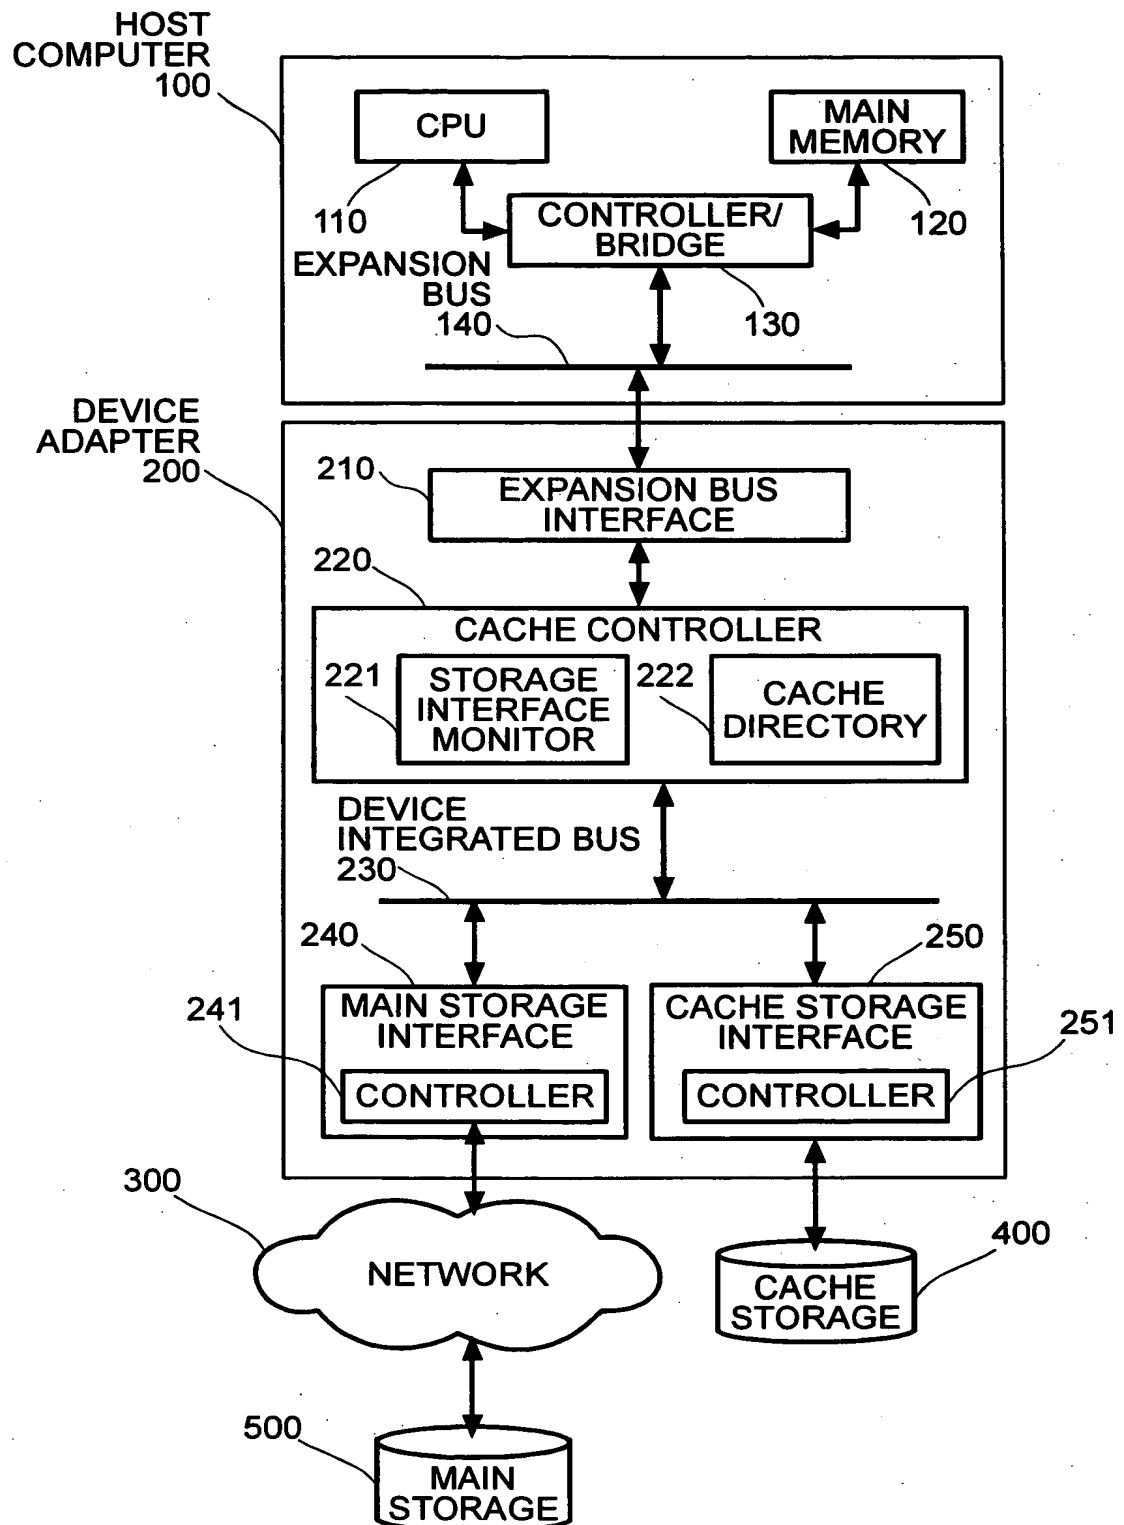 HOST
COMPUTER
100
CPU
MAIN
MEMORY
110
CONTROLLER/
BRIDGE
120
EXPANSION
BUS
140
130
DEVICE
ADAPTER
200
210
EXPANSION BUS
INTERFACE
220
CACHE CONTROLLER
221
STORAGE
INTERFACE
MONITOR
222
CACHE
DIRECTORY
DEVICE
INTEGRATED BUS
230
240
250
241
MAIN STORAGE
INTERFACE
CONTROLLER
CACHE STORAGE
INTERFACE
CONTROLLER
251
300
NETWORK
400
CACHE
STORAGE
500
MAIN
STORAGE